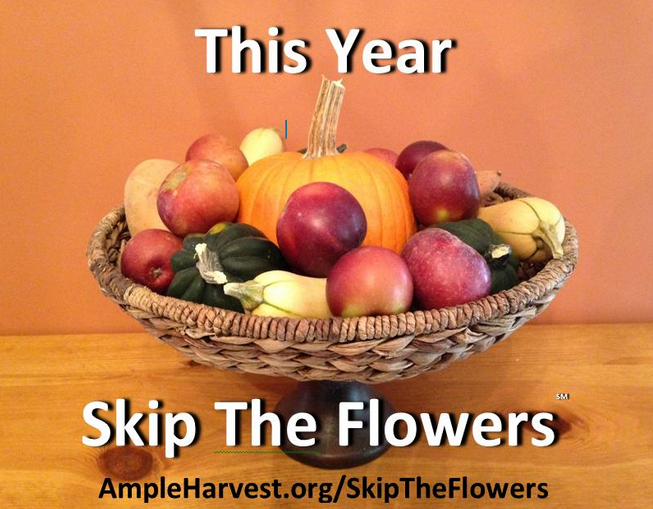 This Year
Skip The Flowers℠
AmpleHarvest.org/SkipTheFlowers